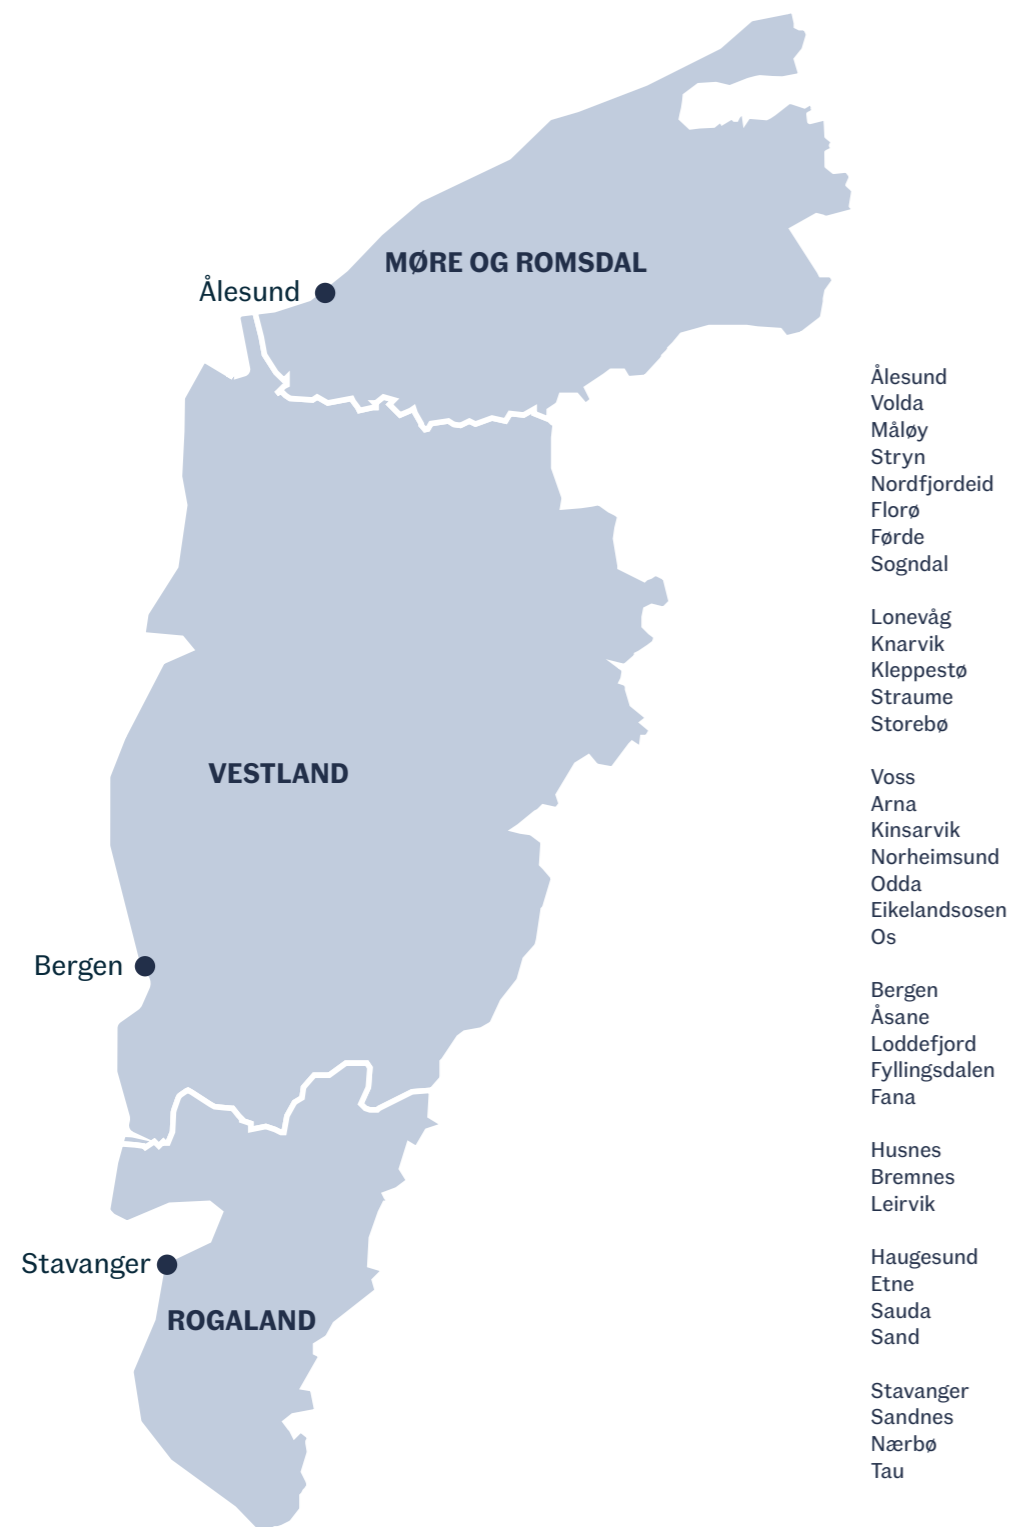 MØRE OG ROMSDAL
Ålesund
VESTLAND
Bergen
Stavanger
ROGALAND
Ålesund
Volda
Måløy
Stryn
Nordfjordeid
Florø
Førde
Sogndal
Lonevåg
Knarvik
Kleppestø
Straume
Storebø
Voss
Arna
Kinsarvik
Norheimsund
Odda
Eikelandsosen
Os
Bergen
Åsane
Loddefjord
Fyllingsdalen
Fana
Husnes
Bremnes
Leirvik
Haugesund
Etne
Sauda
Sand
Stavanger
Sandnes
Nærbø
Tau